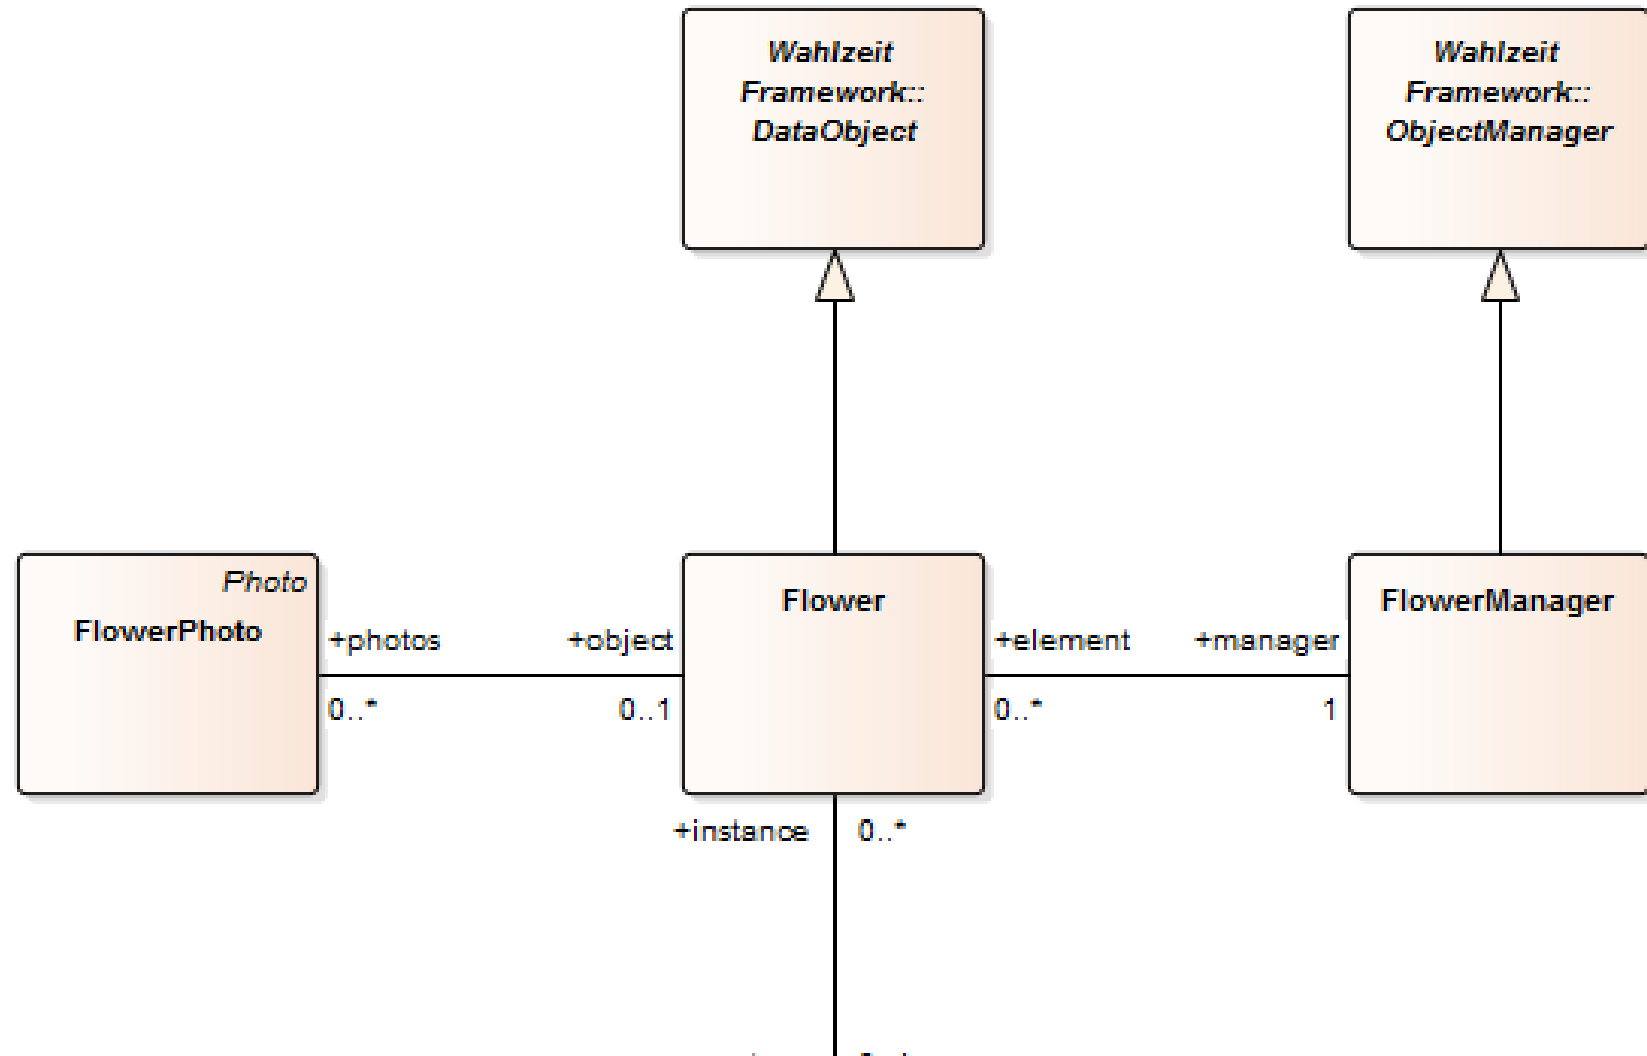 Wahlzeit
Framework::
DataObject
Wahlzeit
Framework::
ObjectManager
Photo
FlowerPhoto
+photos
0..*
+object
0..1
Flower
+element
0..*
+manager
1
FlowerManager
+instance
0..*